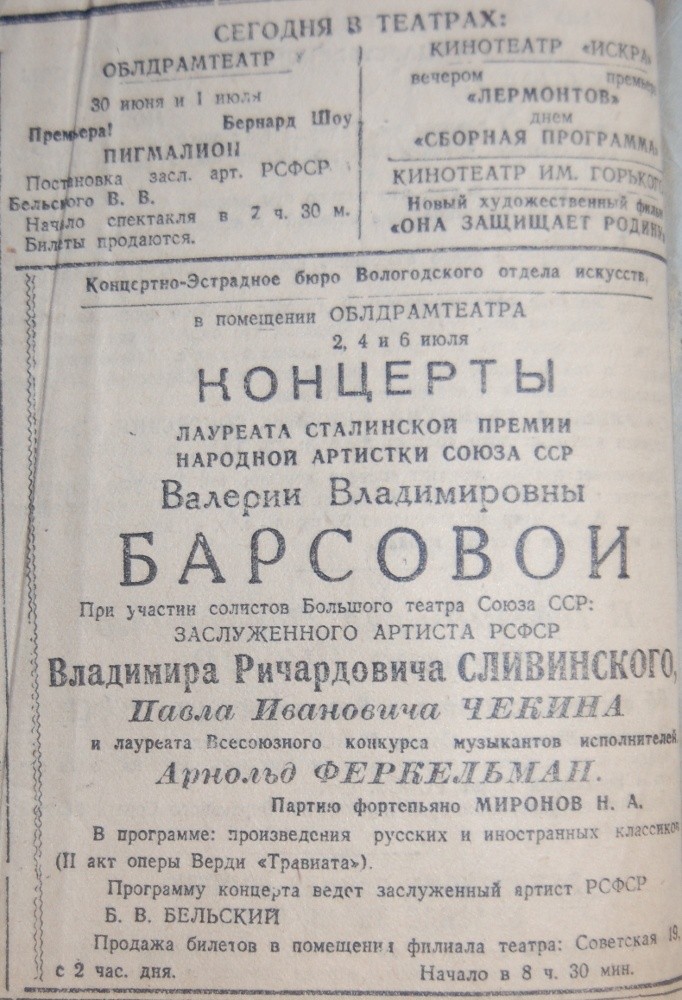 СЕГОДНЯ В ТЕАТРАХ:
ОБЛДРАМТЕАТР
30 июня и 1 июля
Премьера! Бернард Шоу
ПИГМАЛИОН
Постановка засл. арт. РСФСР
Бельского В. В.
Начало спектакля в 7 ч. 30 м.
Билеты продаются.
КИНОТЕАТР «ИСКРА»
вечером премьера
«ЛЕРМОНТОВ»
днем
«СБОРНАЯ ПРОГРАММА»
КИНОТЕАТР ИМ. ГОРЬКОГО
Новый художественный фильм
«ОНА ЗАЩИЩАЕТ РОДИНУ»
Концертно-Эстрадное бюро Вологодского отдела искусств,
в помещении ОБЛДРАМТЕАТРА
2, 4 и 6 июля
КОНЦЕРТЫ
ЛАУРЕАТА СТАЛИНСКОЙ ПРЕМИИ
НАРОДНОЙ АРТИСТКИ СОЮЗА ССР
Валерии Владимировны
БАРСОВОЙ
При участии солистов Большого театра Союза ССР:
ЗАСЛУЖЕННОГО АРТИСТА РСФСР
Владимира Ричардовича СЛИВИНСКОГО,
Павла Ивановича ЧЕКИНА
и лауреата Всесоюзного конкурса музыкантов исполнителей
Арнольд ФЕРКЕЛЬМАН.
Партию фортепьяно МИРОНОВ Н. А.
В программе: произведения русских и иностранных классиков
(II акт оперы Верди «Травиата»).
Программу концерта ведет заслуженный артист РСФСР
Б. В. БЕЛЬСКИЙ
Продажа билетов в помещении филиала театра: Советская 19,
с 2 час. дня. Начало в 8 ч. 30 мин.